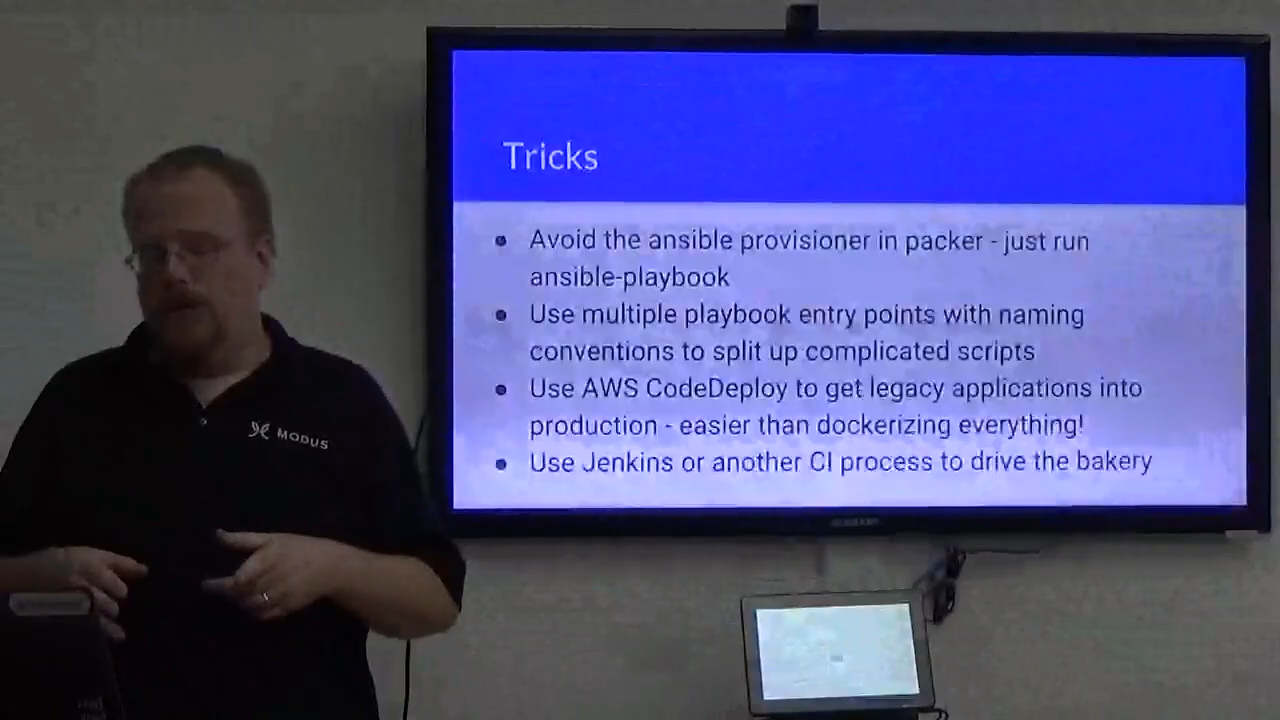 Tricks
Avoid the ansible provisioner in packer - just run
ansible-playbook
Use multiple playbook entry points with naming
conventions to split up complicated scripts
Use AWS CodeDeploy to get legacy applications into
production - easier than dockerizing everything!
Use Jenkins or another CI process to drive the bakery
MODUS